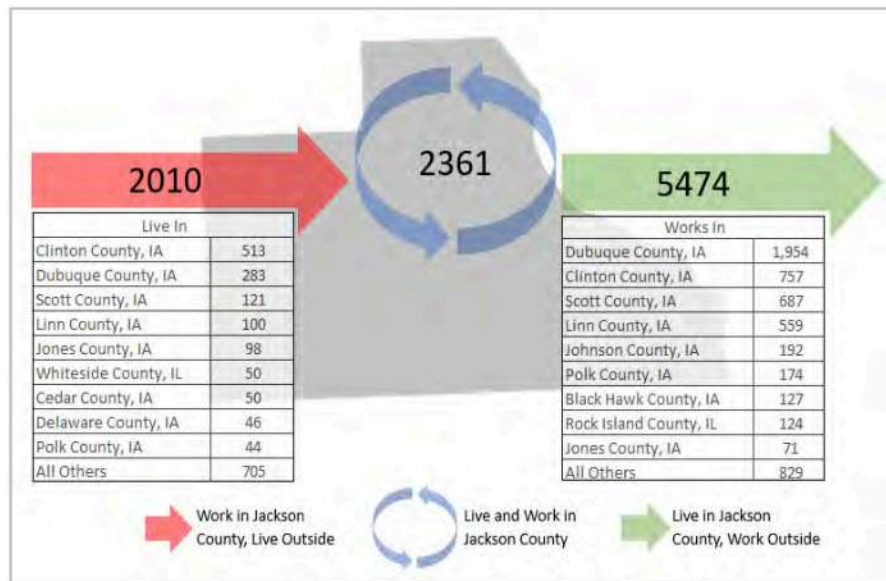 2010
2361
5474
Live In
Clinton County, IA 513
Dubuque County, IA 283
Scott County, IA 121
Linn County, IA 100
Jones County, IA 98
Whiteside County, IL 50
Cedar County, IA 50
Delaware County, IA 46
Polk County, IA 44
All Others 705
Works In
Dubuque County, IA 1,954
Clinton County, IA 757
Scott County, IA 687
Linn County, IA 559
Johnson County, IA 192
Polk County, IA 174
Black Hawk County, IA 127
Rock Island County, IL 124
Jones County, IA 71
All Others 829
Work in Jackson
County, Live Outside
Live and Work in
Jackson County
Live in Jackson
County, Work Outside